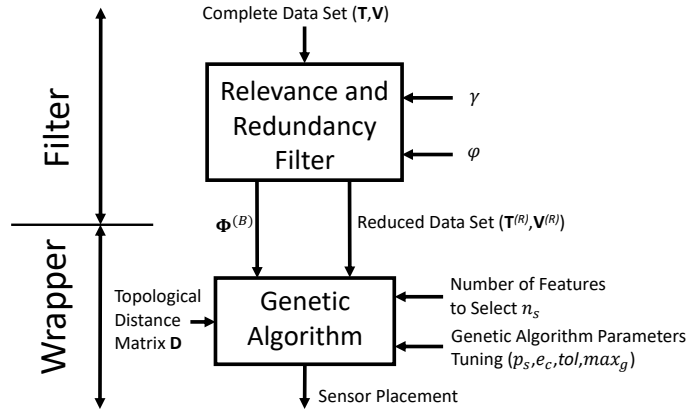 Complete Data Set (T,V)
Filter
Relevance and
Redundancy
Filter
γ
φ
Φ(B)
Reduced Data Set (T(R),V(R))
Wrapper
Topological
Distance
Matrix D
Genetic
Algorithm
Number of Features
to Select ns
Genetic Algorithm Parameters
Tuning (ps,ec,tol,maxg)
Sensor Placement